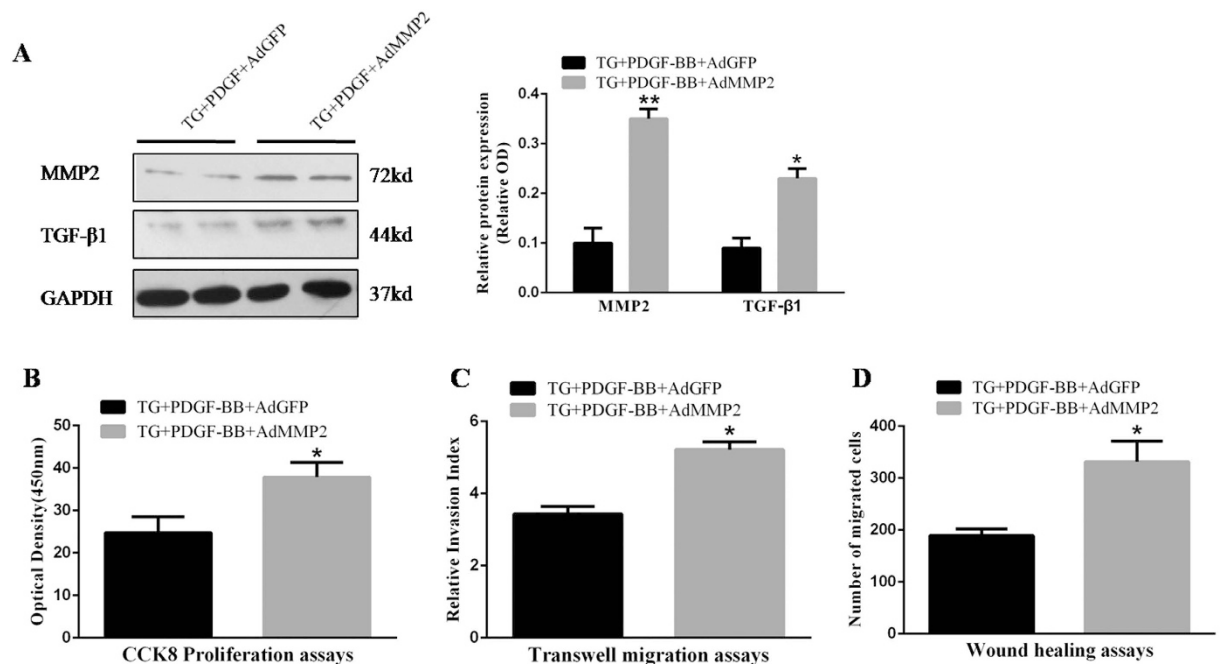 A
TG+PDGF+AdGFP
TG+PDGF+AdMMP2
MMP2
72kd
TGF-β1
44kd
GAPDH
37kd
TG+PDGF-BB+AdGFP
TG+PDGF-BB+AdMMP2
Relative protein expression
(Relative OD)
0.4
0.3
0.2
0.1
0.0
**
*
MMP2
TGF-β1
B
TG+PDGF-BB+AdGFP
TG+PDGF-BB+AdMMP2
Optical Density(450nm)
50
40
30
20
10
0
*
CCK8 Proliferation assays
C
TG+PDGF-BB+AdGFP
TG+PDGF-BB+AdMMP2
Relative Invasion Index
6
4
2
0
*
Transwell migration assays
D
TG+PDGF-BB+AdGFP
TG+PDGF-BB+AdMMP2
Number of migrated cells
400
300
200
100
0
*
Wound healing assays